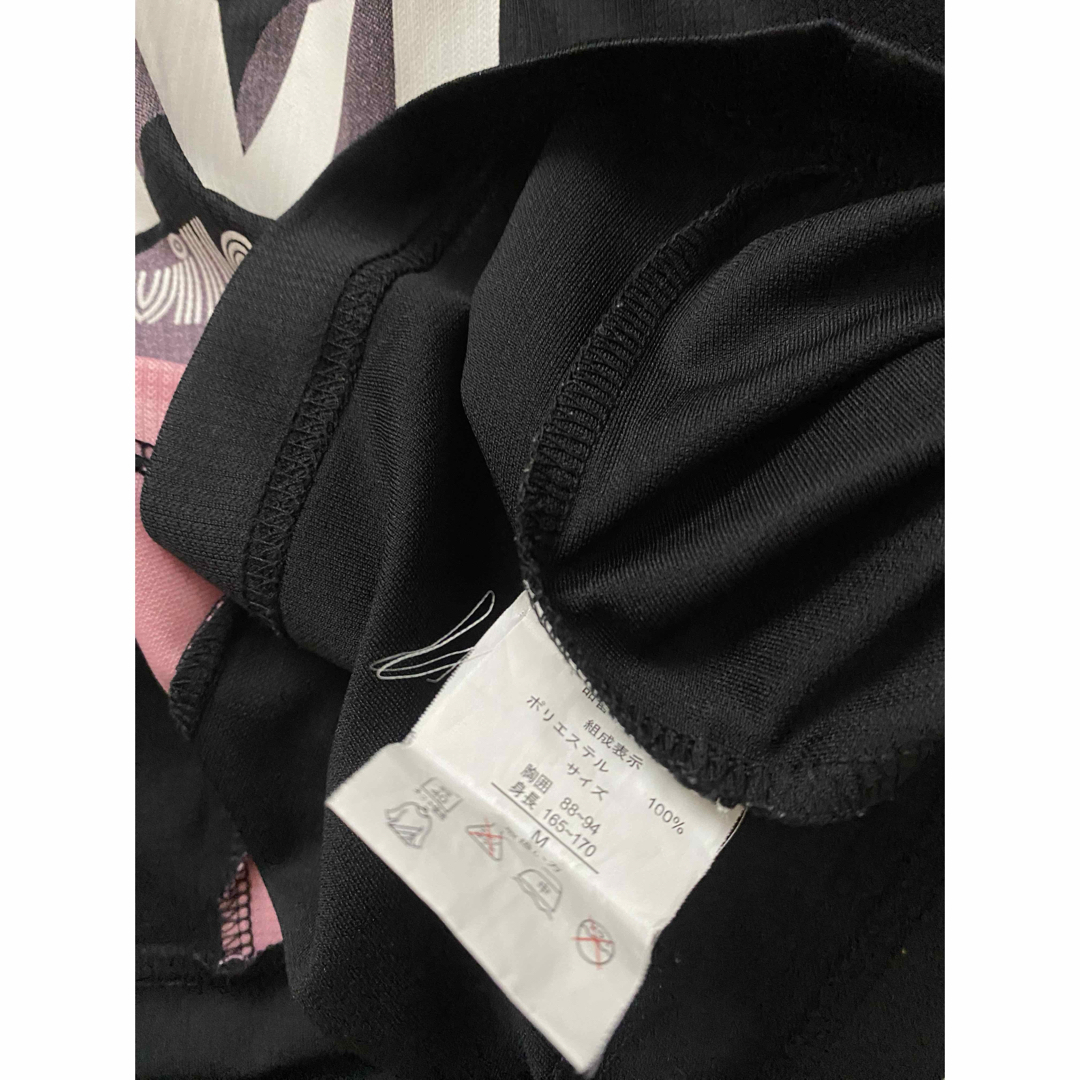 組成表示
ポリエステル 100%
サイズ
胸囲 88~94
身長 165~170
M
中